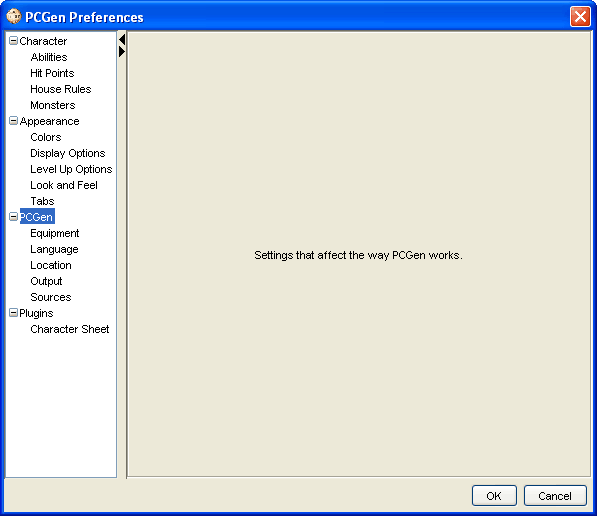 PCGen Preferences
Character
Abilities
Hit Points
House Rules
Monsters
Appearance
Colors
Display Options
Level Up Options
Look and Feel
Tabs
PCGen
Equipment
Language
Location
Output
Sources
Plugins
Character Sheet
Settings that affect the way PCGen works.
OK
Cancel